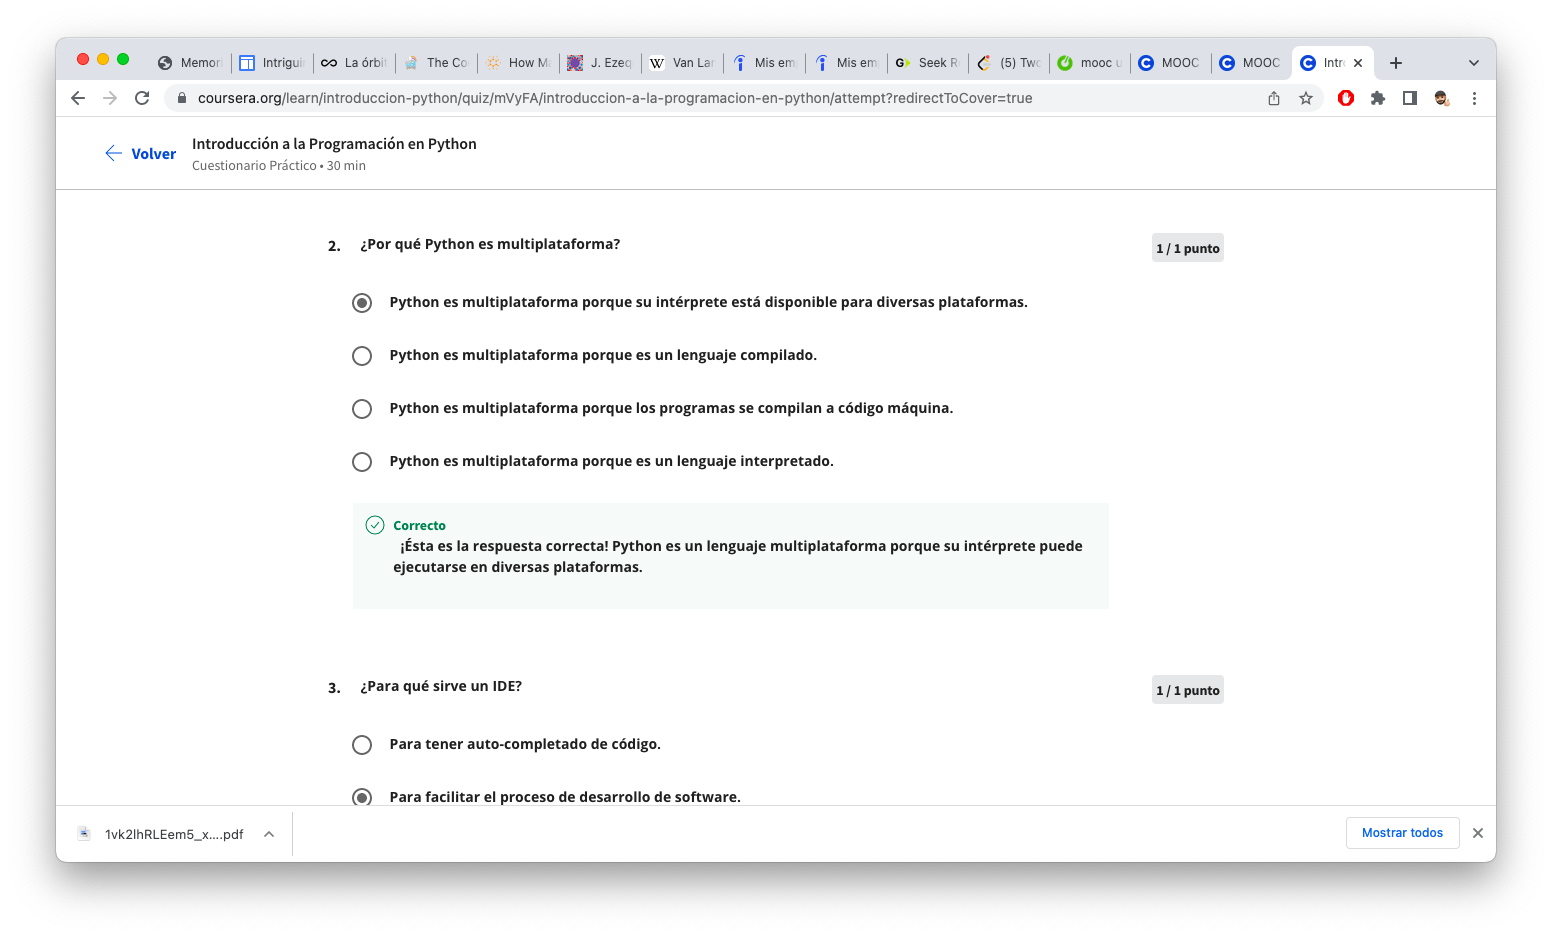 Memori
Intrigui
La órbit
The Co
How Ma
J. Ezeq
W Van Lar
Mis em
Mis em
G Seek R
(5) Two
mooc u
MOOC
MOOC
Intr
coursera.org/learn/introduccion-python/quiz/mVyFA/introduccion-a-la-programacion-en-python/attempt?redirectToCover=true
Volver
Introducción a la Programación en Python
Cuestionario Práctico • 30 min
2. ¿Por qué Python es multiplataforma?
1 / 1 punto
Python es multiplataforma porque su intérprete está disponible para diversas plataformas.
Python es multiplataforma porque es un lenguaje compilado.
Python es multiplataforma porque los programas se compilan a código máquina.
Python es multiplataforma porque es un lenguaje interpretado.
Correcto
¡Ésta es la respuesta correcta! Python es un lenguaje multiplataforma porque su intérprete puede
ejecutarse en diversas plataformas.
3. ¿Para qué sirve un IDE?
1 / 1 punto
Para tener auto-completado de código.
Para facilitar el proceso de desarrollo de software.
1vk2lhRLEem5_x....pdf
Mostrar todos